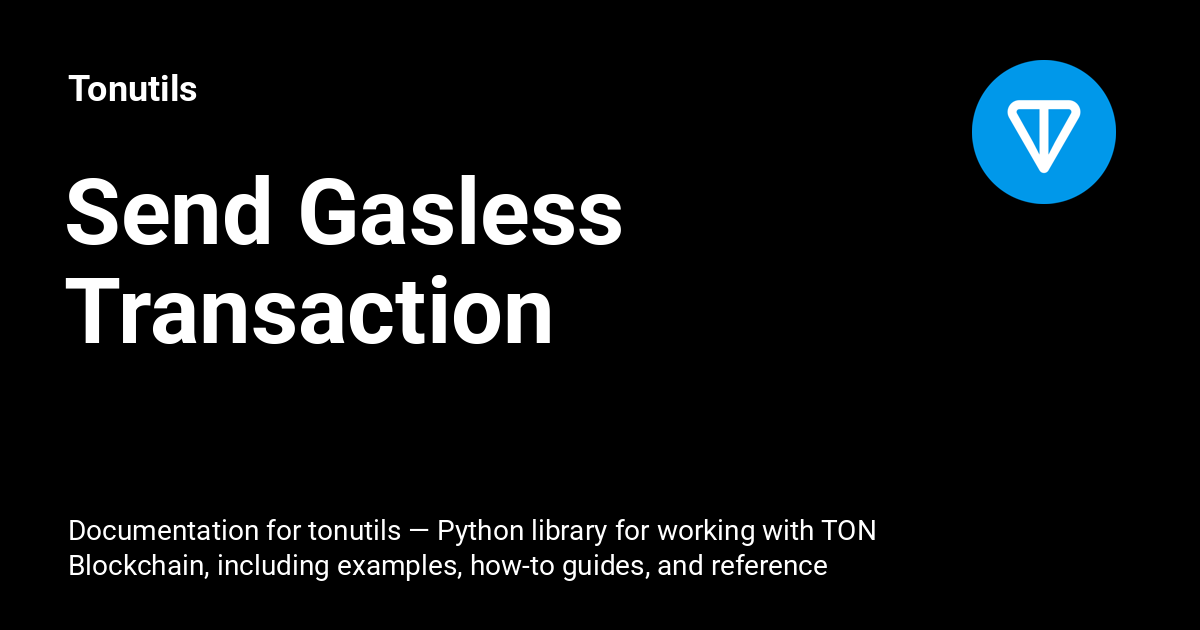 Tonutils
Send Gasless
Transaction
Documentation for tonutils — Python library for working with TON
Blockchain, including examples, how-to guides, and reference